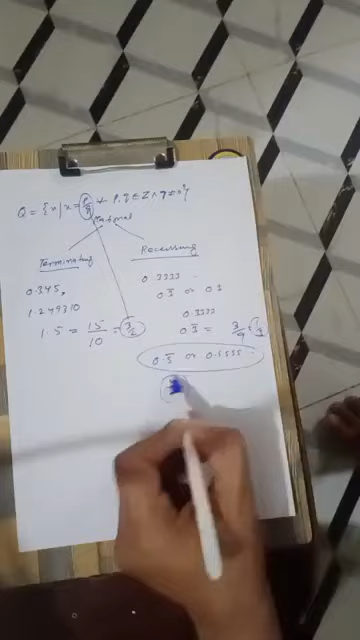 Q = {x | x = p/q , p, q ∈ Z ∧ q ≠ 0}
Rational
Terminating
0.345,
1.249310
1.5 = 15/10 = 3/2
Recurring
0.3333 ..
0.3̅ or 0.3
0.3333
0.3̅ = 3/9 = 1/3
0.5̅ or 0.5555 ..